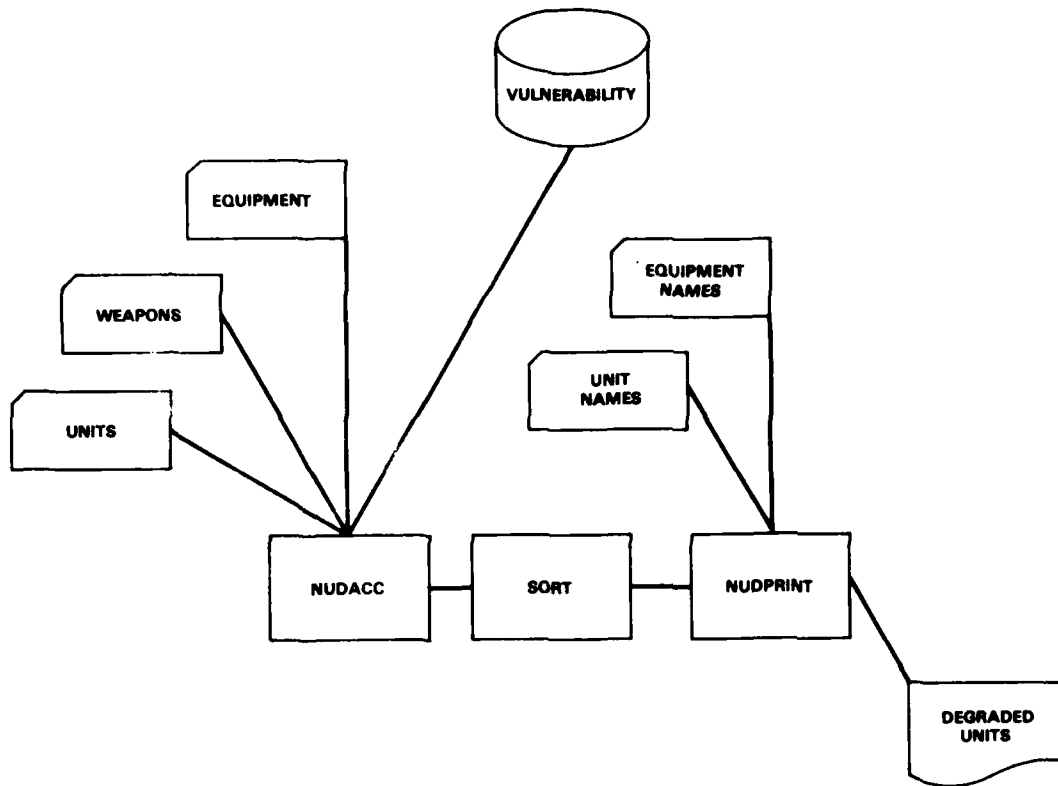 VULNERABILITY
EQUIPMENT
WEAPONS
UNITS
EQUIPMENT
NAMES
UNIT
NAMES
NUDACC
SORT
NUDPRINT
DEGRADED
UNITS